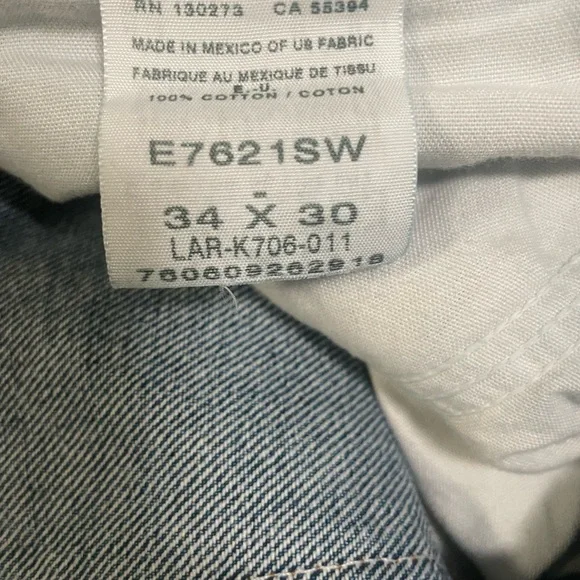 RN 130273 CA 55394
MADE IN MEXICO OF US FABRIC
FABRIQUE AU MEXIQUE DE TISSU
E.-U.
100% COTTON / COTON
E7621SW
-
34 X 30
LAR-K706-011
760609262918